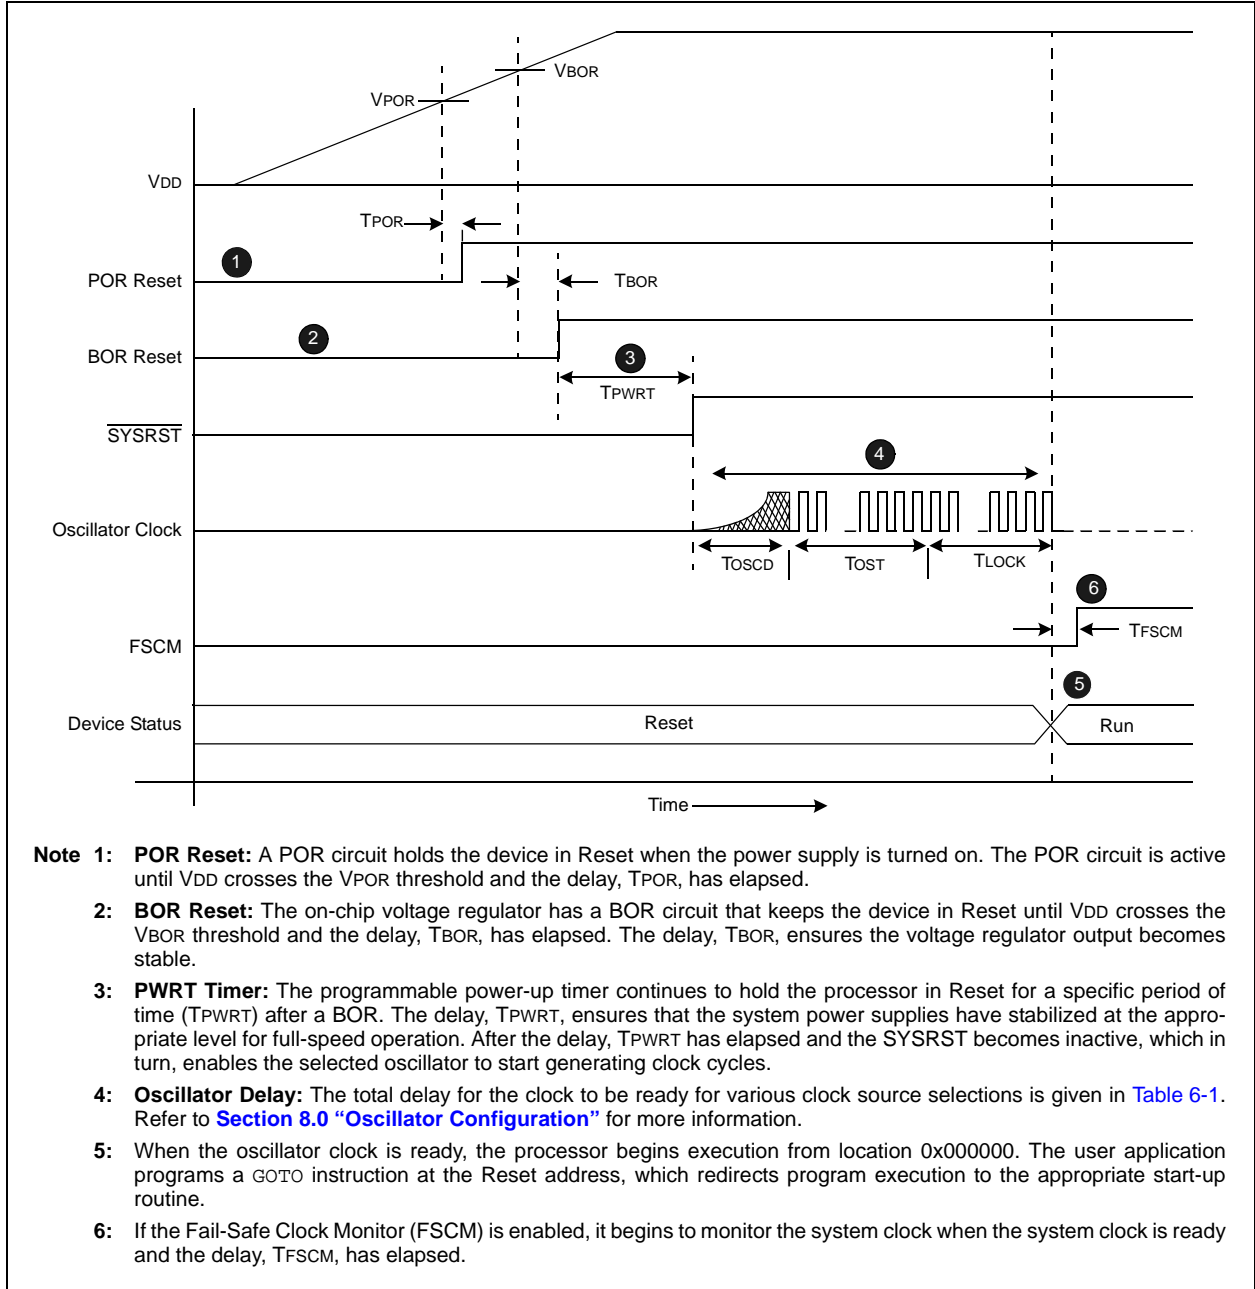 VBOR
VPOR
VDD
TPOR
1
POR Reset
TBOR
2
BOR Reset
3
TPWRT
SYSRST
4
Oscillator Clock
TOSCD
TOST
TLOCK
6
TFSCM
FSCM
5
Device Status
Reset
Run
Time
Note 1: POR Reset: A POR circuit holds the device in Reset when the power supply is turned on. The POR circuit is active
until VDD crosses the VPOR threshold and the delay, TPOR, has elapsed.
2: BOR Reset: The on-chip voltage regulator has a BOR circuit that keeps the device in Reset until VDD crosses the
VBOR threshold and the delay, TBOR, has elapsed. The delay, TBOR, ensures the voltage regulator output becomes
stable.
3: PWRT Timer: The programmable power-up timer continues to hold the processor in Reset for a specific period of
time (TPWRT) after a BOR. The delay, TPWRT, ensures that the system power supplies have stabilized at the appro-
priate level for full-speed operation. After the delay, TPWRT has elapsed and the SYSRST becomes inactive, which in
turn, enables the selected oscillator to start generating clock cycles.
4: Oscillator Delay: The total delay for the clock to be ready for various clock source selections is given in Table 6-1.
Refer to Section 8.0 “Oscillator Configuration” for more information.
5: When the oscillator clock is ready, the processor begins execution from location 0x000000. The user application
programs a GOTO instruction at the Reset address, which redirects program execution to the appropriate start-up
routine.
6: If the Fail-Safe Clock Monitor (FSCM) is enabled, it begins to monitor the system clock when the system clock is ready
and the delay, TFSCM, has elapsed.